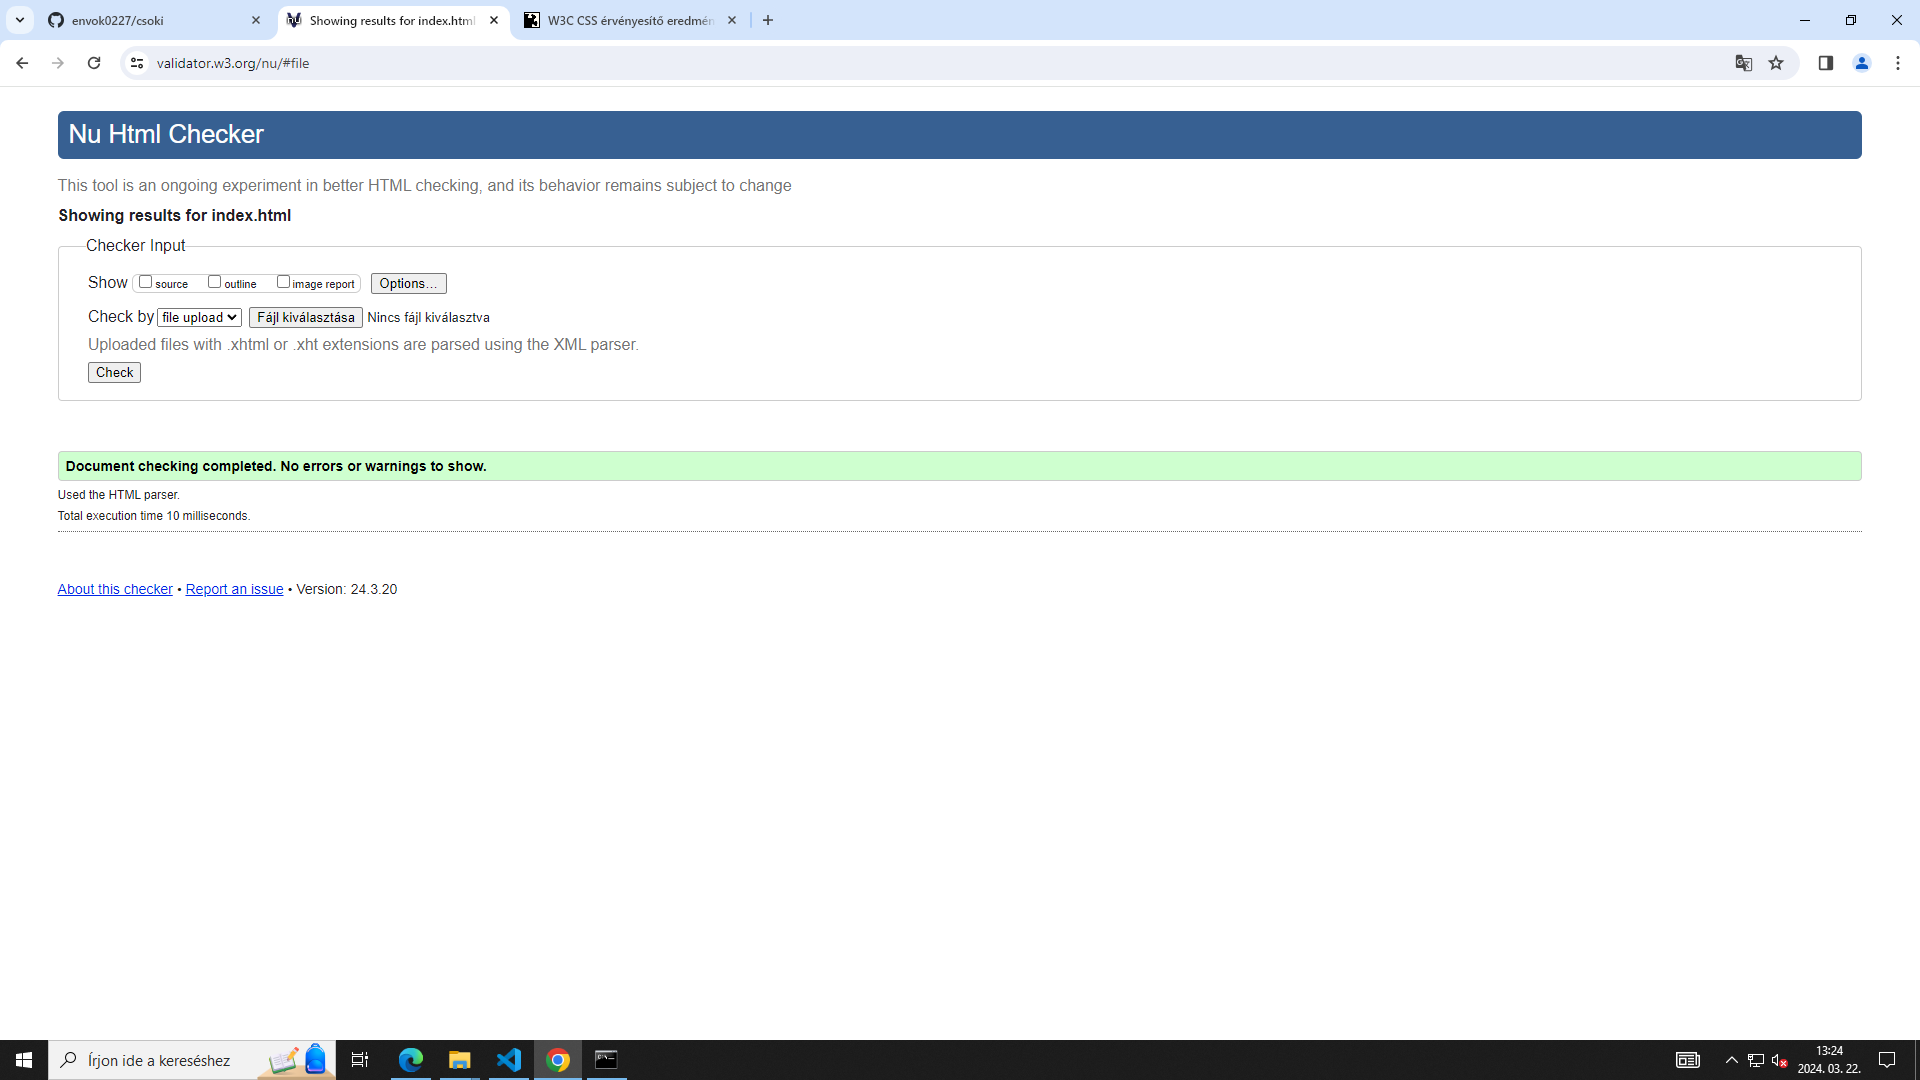 envok0227/csoki
Showing results for index.html
W3C CSS érvényesítő eredmén
validator.w3.org/nu/#file
Nu Html Checker
This tool is an ongoing experiment in better HTML checking, and its behavior remains subject to change
Showing results for index.html
Checker Input
Show source outline image report Options...
Check by file upload Fájl kiválasztása Nincs fájl kiválasztva
Uploaded files with .xhtml or .xht extensions are parsed using the XML parser.
Check
Document checking completed. No errors or warnings to show.
Used the HTML parser.
Total execution time 10 milliseconds.
About this checker • Report an issue • Version: 24.3.20
Írjon ide a kereséshez
13:24
2024. 03. 22.